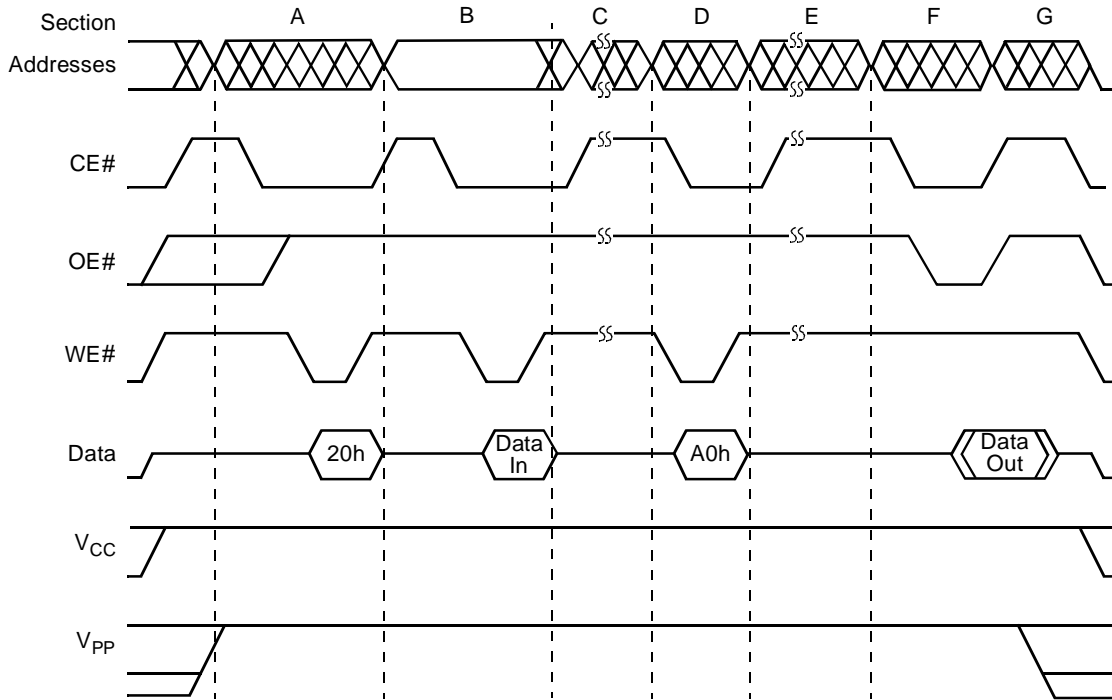 Section A B C D E F G
Addresses
CE#
OE#
WE#
Data 20h Data In A0h Data Out
VCC
VPP